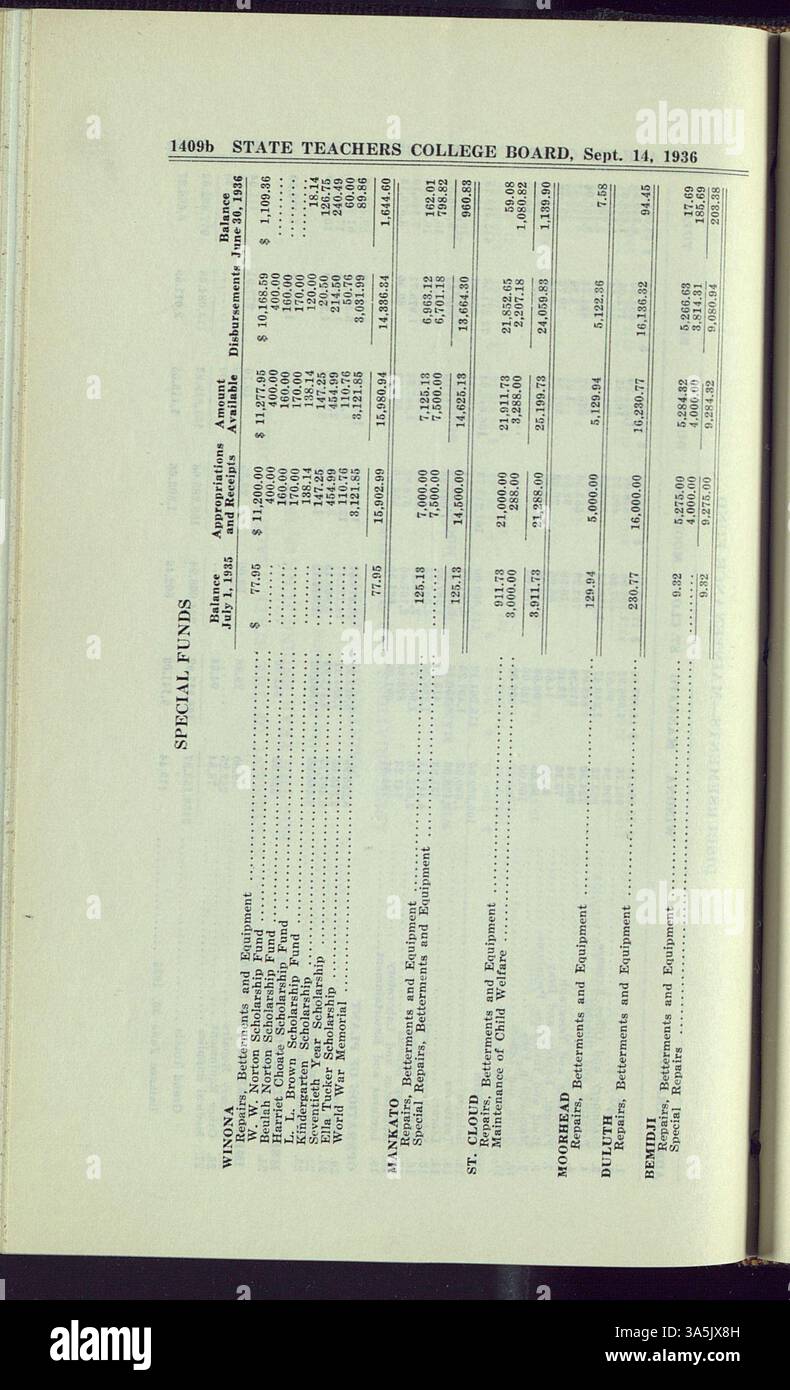 1409b STATE TEACHERS COLLEGE BOARD, Sept. 14, 1936
SPECIAL FUNDS
Balance July 1, 1935 Appropriations and Receipts Amount Available Disbursements Balance June 30, 1936
WINONA
Repairs, Betterments and Equipment $ 77.95 $ 11,200.00 $ 11,277.95 $ 10,168.59 $ 1,109.36
W. W. Norton Scholarship Fund .......... 400.00 400.00 400.00 ..........
Beulah Norton Scholarship Fund .......... 160.00 160.00 160.00 ..........
Harriet Choate Scholarship Fund .......... 170.00 170.00 170.00 ..........
L. L. Brown Scholarship Fund .......... 138.14 138.14 120.00 18.14
Kindergarten Scholarship .......... 147.25 147.25 20.50 126.75
Seventieth Year Scholarship .......... 454.99 454.99 214.50 240.49
Ella Tucker Scholarship .......... 110.76 110.76 50.76 60.00
World War Memorial .......... 3,121.85 3,121.85 3,031.99 89.86
77.95 15,902.99 15,980.94 14,336.34 1,644.60
MANKATO
Repairs, Betterments and Equipment 125.13 7,000.00 7,125.13 6,963.12 162.01
Special Repairs, Betterments and Equipment .......... 7,500.00 7,500.00 6,701.18 798.82
125.13 14,500.00 14,625.13 13,664.30 960.83
ST. CLOUD
Repairs, Betterments and Equipment 911.73 21,000.00 21,911.73 21,852.65 59.08
Maintenance of Child Welfare 3,000.00 288.00 3,288.00 2,207.18 1,080.82
3,911.73 21,288.00 25,199.73 24,059.83 1,139.90
MOORHEAD
Repairs, Betterments and Equipment 129.94 5,000.00 5,129.94 5,122.36 7.58
DULUTH
Repairs, Betterments and Equipment 230.77 16,000.00 16,230.77 16,136.32 94.45
BEMIDJI
Repairs, Betterments and Equipment 9.32 5,275.00 5,284.32 5,266.63 17.69
Special Repairs .......... 4,000.00 4,000.00 3,814.31 185.69
9.32 9,275.00 9,284.32 9,080.94 203.38
alamy
Image ID: 3A5JX8H
www.alamy.com